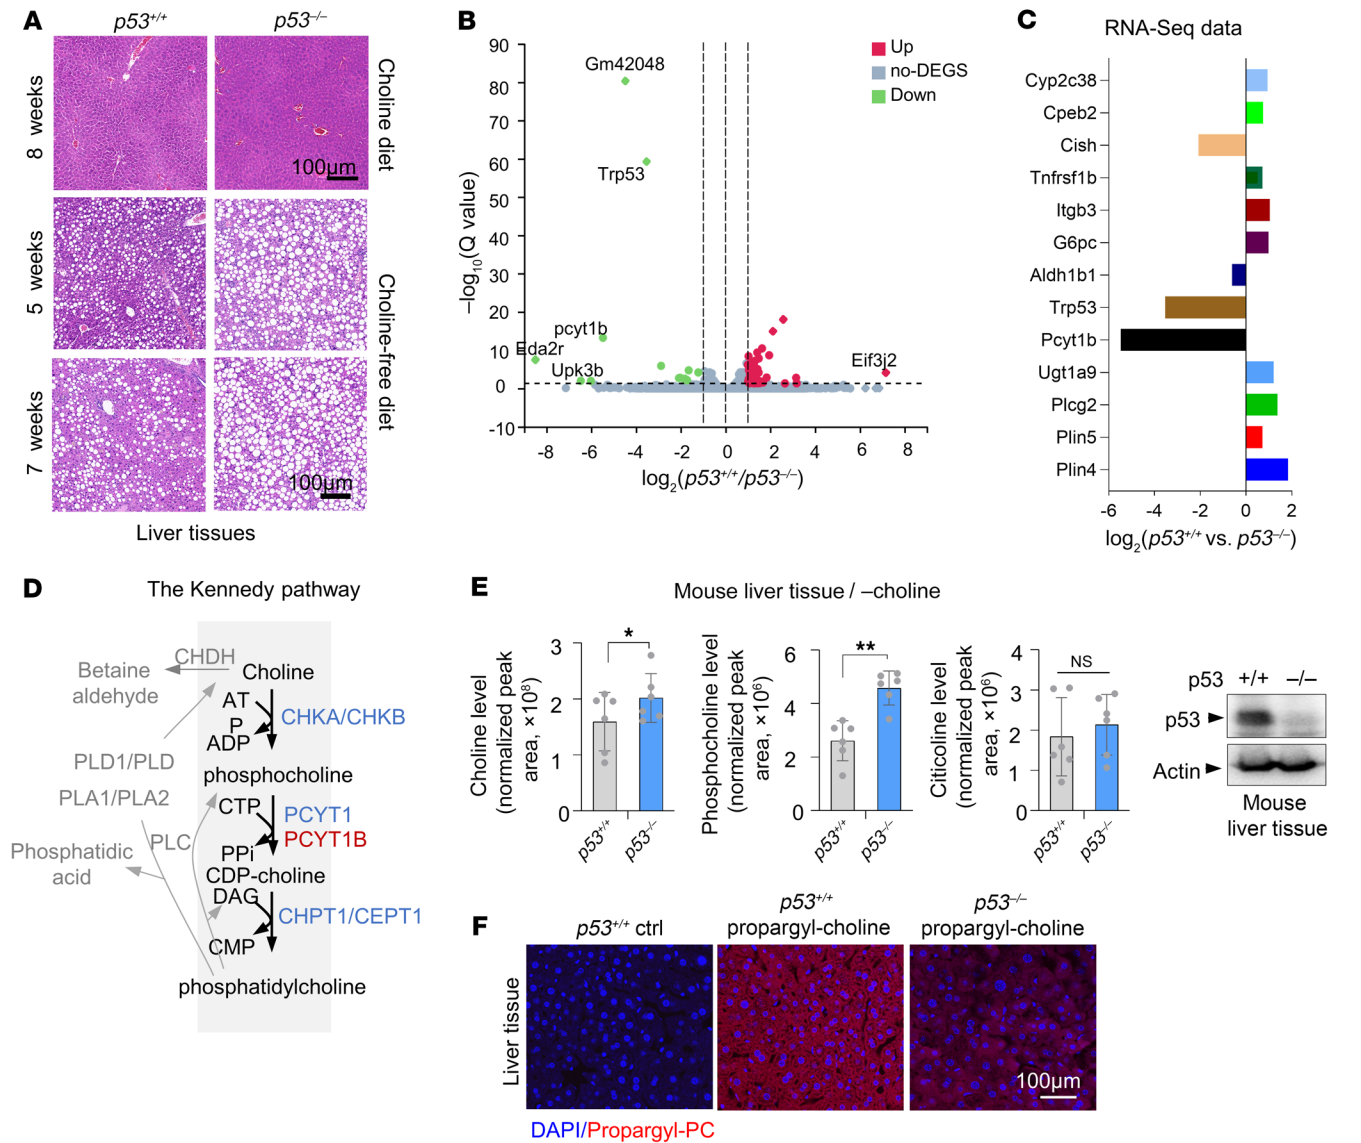 A
p53+/+
p53–/–
8 weeks
Choline diet
100µm
5 weeks
Choline-free diet
7 weeks
100µm
Liver tissues
B
Up
no-DEGS
Down
–log10(Q value)
90
80
70
60
50
40
30
20
10
0
-10
Gm42048
Trp53
pcyt1b
Eda2r
Upk3b
Eif3j2
-8
-6
-4
-2
0
2
4
6
8
log2(p53+/+/p53–/–)
C
RNA-Seq data
Cyp2c38
Cpeb2
Cish
Tnfrsf1b
Itgb3
G6pc
Aldh1b1
Trp53
Pcyt1b
Ugt1a9
Plcg2
Plin5
Plin4
-6
-4
-2
0
2
log2(p53+/+ vs. p53–/–)
D
The Kennedy pathway
CHDH
Betaine
aldehyde
Choline
AT
P
ADP
CHKA/CHKB
PLD1/PLD
phosphocholine
PLA1/PLA2
CTP
PCYT1
PCYT1B
PLC
PPi
Phosphatidic
acid
CDP-choline
DAG
CHPT1/CEPT1
CMP
phosphatidylcholine
E
Mouse liver tissue / –choline
Choline level
(normalized peak
area, ×10⁸)
3
2
1
0
*
p53+/+
p53–/–
Phosphocholine level
(normalized peak
area, ×10⁶)
6
4
2
0
**
p53+/+
p53–/–
Citicoline level
(normalized peak
area, ×10⁶)
4
3
2
1
0
NS
p53+/+
p53–/–
p53 +/+ –/–
p53
Actin
Mouse
liver tissue
F
p53+/+ ctrl
p53+/+
propargyl-choline
p53–/–
propargyl-choline
Liver tissue
100µm
DAPI/Propargyl-PC